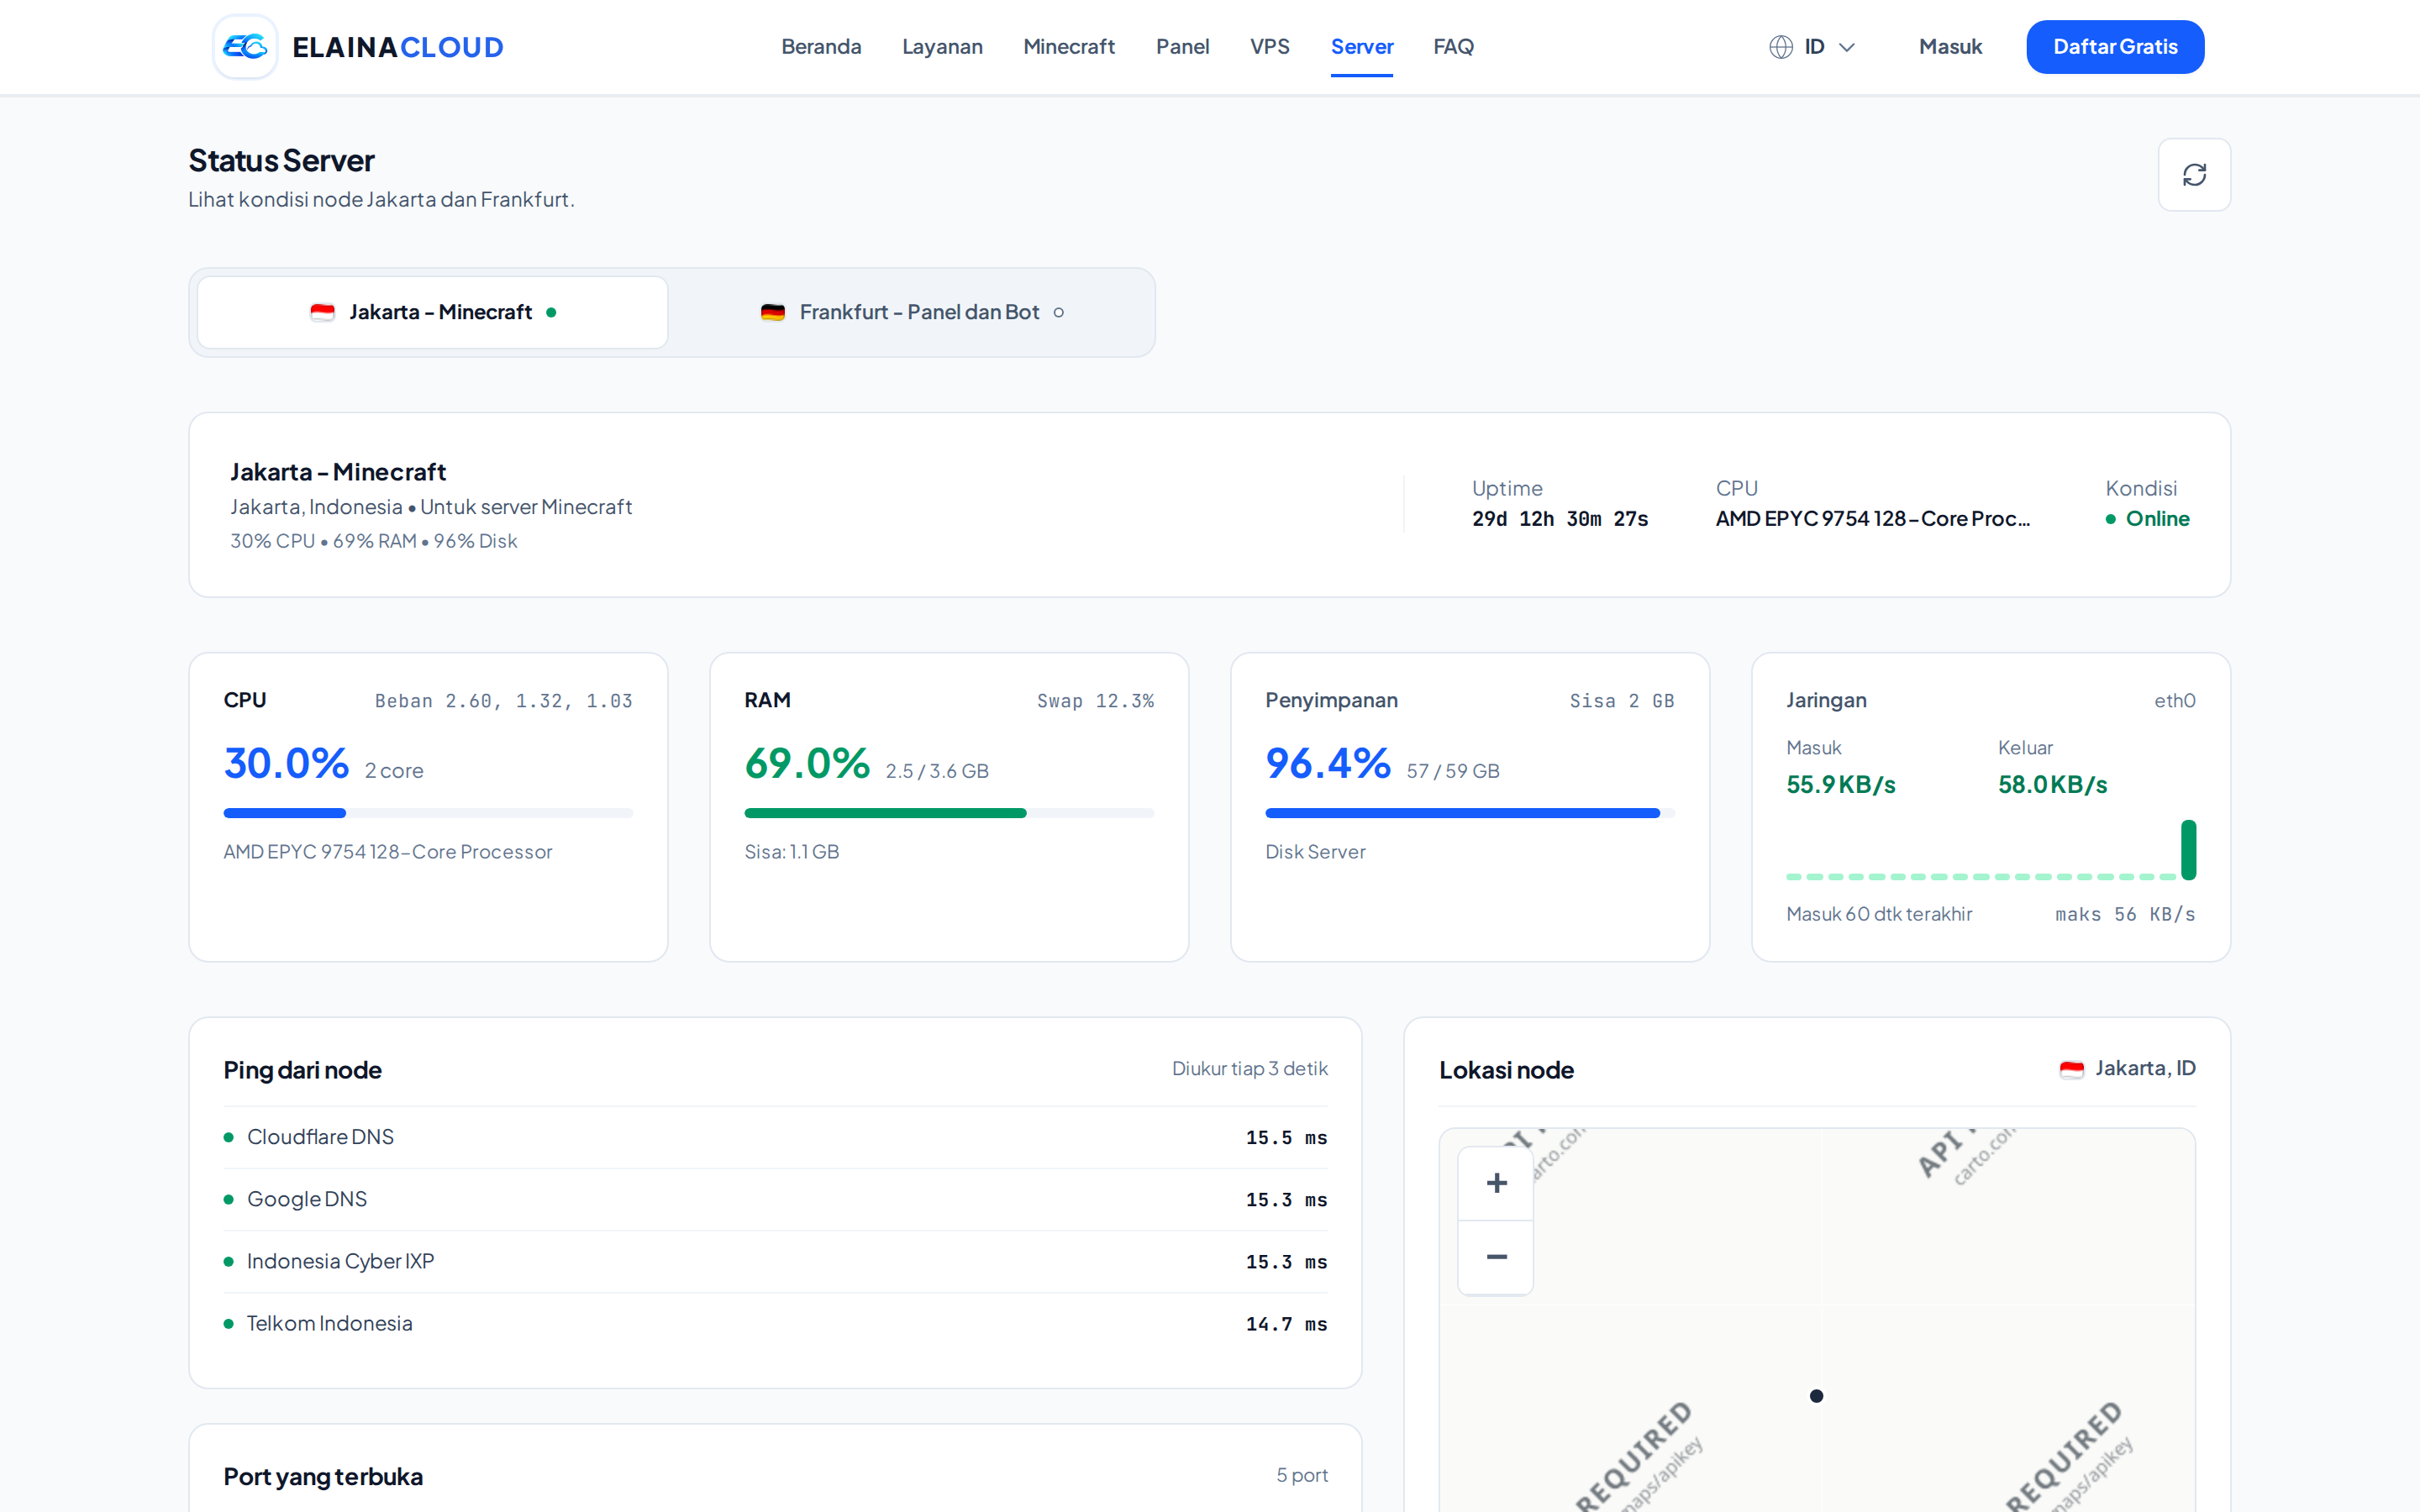 ELAINACLOUD
Beranda
Layanan
Minecraft
Panel
VPS
Server
FAQ
ID
Masuk
Daftar Gratis
Status Server
Lihat kondisi node Jakarta dan Frankfurt.
Jakarta - Minecraft
Frankfurt - Panel dan Bot
Jakarta - Minecraft
Jakarta, Indonesia • Untuk server Minecraft
30% CPU • 69% RAM • 96% Disk
Uptime
29d 12h 30m 27s
CPU
AMD EPYC 9754 128-Core Proc...
Kondisi
Online
CPU
Beban 2.60, 1.32, 1.03
30.0% 2 core
AMD EPYC 9754 128-Core Processor
RAM
Swap 12.3%
69.0% 2.5 / 3.6 GB
Sisa: 1.1 GB
Penyimpanan
Sisa 2 GB
96.4% 57 / 59 GB
Disk Server
Jaringan
eth0
Masuk
55.9 KB/s
Keluar
58.0 KB/s
Masuk 60 dtk terakhir
maks 56 KB/s
Ping dari node
Diukur tiap 3 detik
Cloudflare DNS
15.5 ms
Google DNS
15.3 ms
Indonesia Cyber IXP
15.3 ms
Telkom Indonesia
14.7 ms
Port yang terbuka
5 port
Lokasi node
Jakarta, ID
+
−
API
REQUIRED
maps/apikey
REQUIRED
maps/apikey